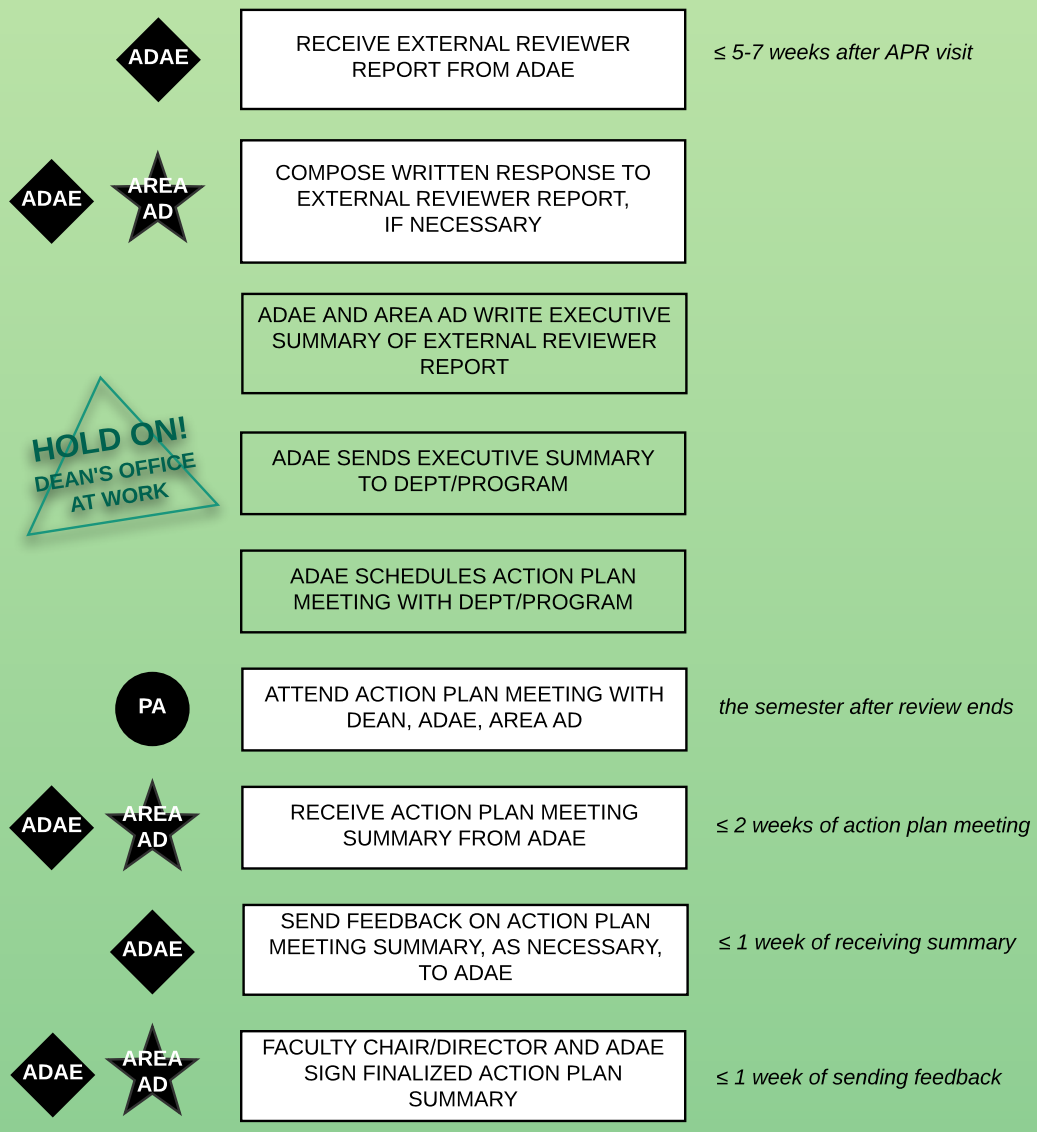 ADAE
RECEIVE EXTERNAL REVIEWER
REPORT FROM ADAE
≤ 5-7 weeks after APR visit
ADAE
AREA
AD
COMPOSE WRITTEN RESPONSE TO
EXTERNAL REVIEWER REPORT,
IF NECESSARY
ADAE AND AREA AD WRITE EXECUTIVE
SUMMARY OF EXTERNAL REVIEWER
REPORT
HOLD ON!
DEAN'S OFFICE
AT WORK
ADAE SENDS EXECUTIVE SUMMARY
TO DEPT/PROGRAM
ADAE SCHEDULES ACTION PLAN
MEETING WITH DEPT/PROGRAM
PA
ATTEND ACTION PLAN MEETING WITH
DEAN, ADAE, AREA AD
the semester after review ends
ADAE
AREA
AD
RECEIVE ACTION PLAN MEETING
SUMMARY FROM ADAE
≤ 2 weeks of action plan meeting
ADAE
SEND FEEDBACK ON ACTION PLAN
MEETING SUMMARY, AS NECESSARY,
TO ADAE
≤ 1 week of receiving summary
ADAE
AREA
AD
FACULTY CHAIR/DIRECTOR AND ADAE
SIGN FINALIZED ACTION PLAN
SUMMARY
≤ 1 week of sending feedback